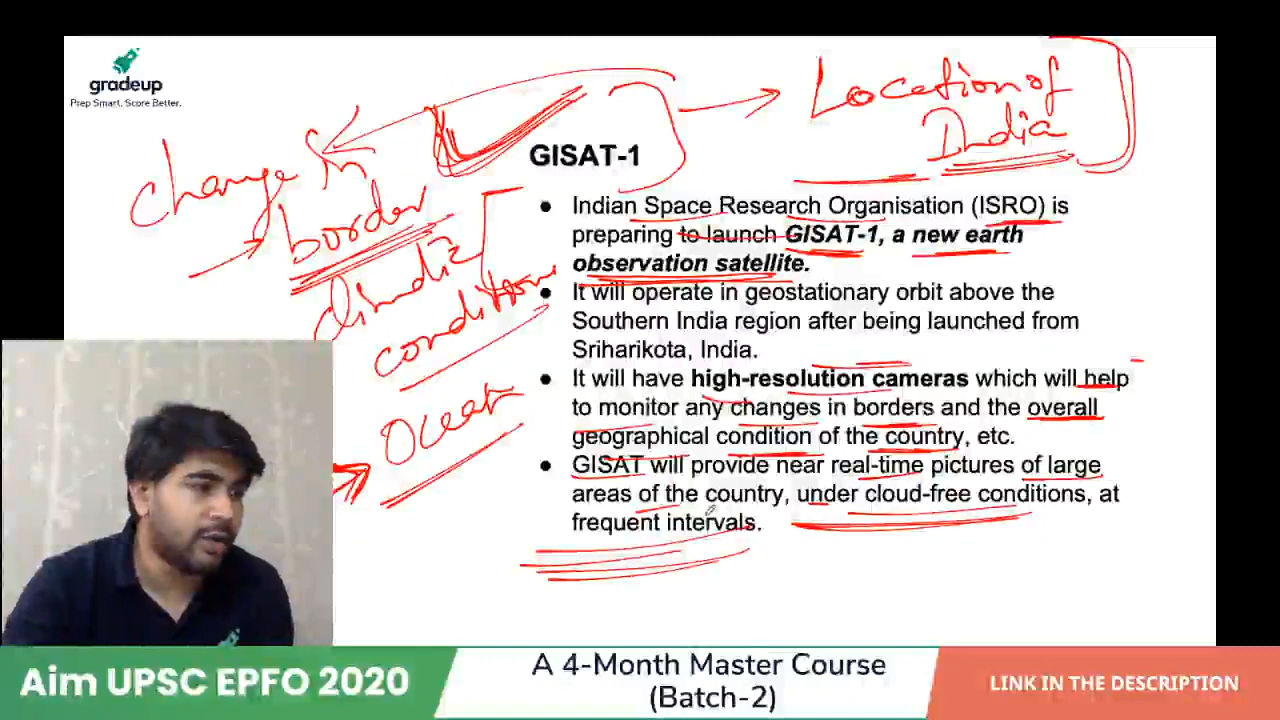 gradeup
Prep Smart. Score Better.
Location of
India
change in
border
climatic
conditions
Ocean
GISAT-1
• Indian Space Research Organisation (ISRO) is
preparing to launch GISAT-1, a new earth
observation satellite.
• It will operate in geostationary orbit above the
Southern India region after being launched from
Sriharikota, India.
• It will have high-resolution cameras which will help
to monitor any changes in borders and the overall
geographical condition of the country, etc.
• GISAT will provide near real-time pictures of large
areas of the country, under cloud-free conditions, at
frequent intervals.
Aim UPSC EPFO 2020
A 4-Month Master Course
(Batch-2)
LINK IN THE DESCRIPTION